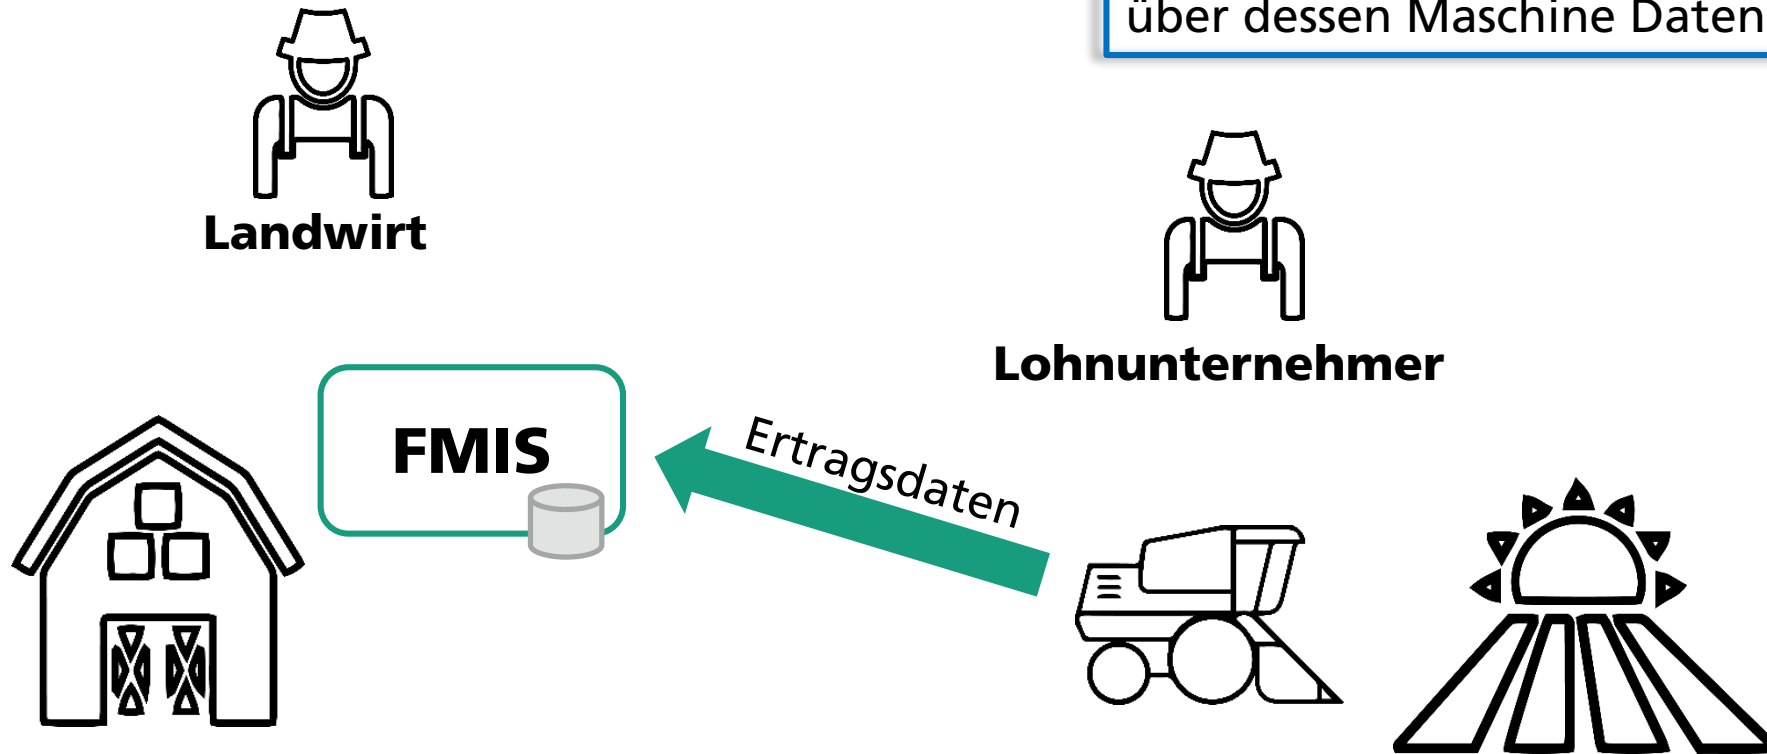 über dessen Maschine Daten
Landwirt
Lohnunternehmer
FMIS
Ertragsdaten